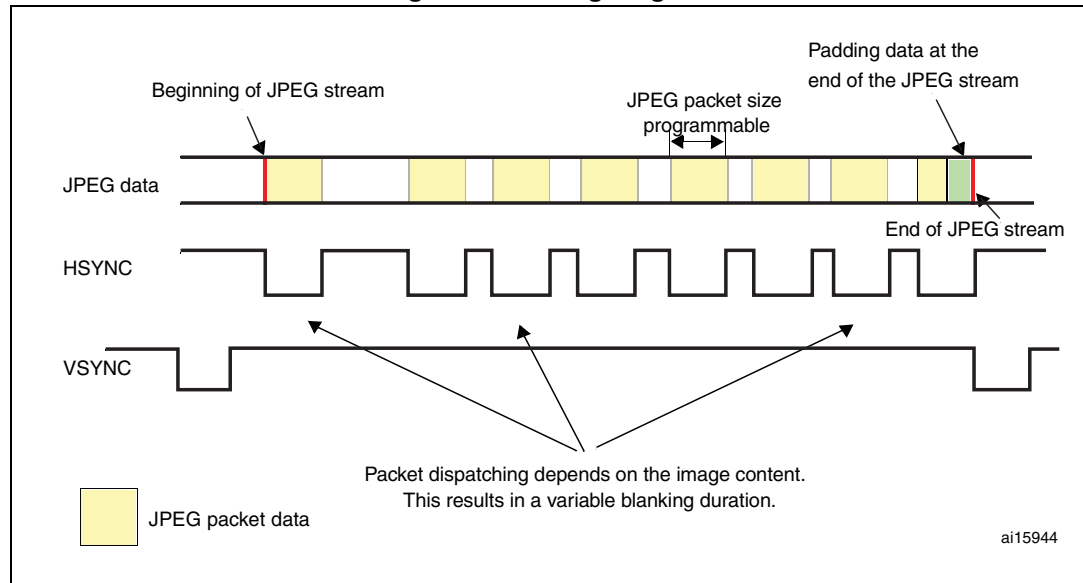 Padding data at the
end of the JPEG stream
Beginning of JPEG stream
JPEG packet size
programmable
JPEG data
End of JPEG stream
HSYNC
VSYNC
Packet dispatching depends on the image content.
This results in a variable blanking duration.
JPEG packet data
ai15944